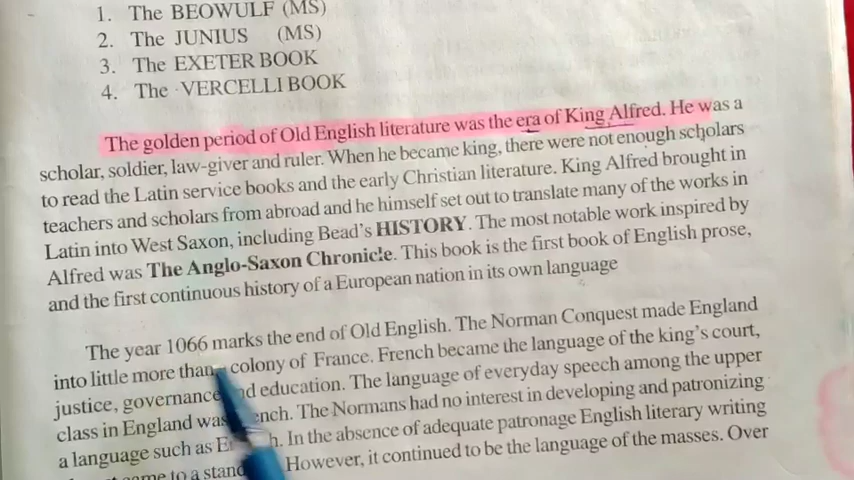 1. The BEOWULF (MS)
2. The JUNIUS (MS)
3. The EXETER BOOK
4. The VERCELLI BOOK
The golden period of Old English literature was the era of King Alfred. He was a
scholar, soldier, law-giver and ruler. When he became king, there were not enough scholars
to read the Latin service books and the early Christian literature. King Alfred brought in
teachers and scholars from abroad and he himself set out to translate many of the works in
Latin into West Saxon, including Bead's HISTORY. The most notable work inspired by
Alfred was The Anglo-Saxon Chronicle. This book is the first book of English prose,
and the first continuous history of a European nation in its own language
The year 1066 marks the end of Old English. The Norman Conquest made England
into little more than colony of France. French became the language of the king's court,
justice, governance and education. The language of everyday speech among the upper
class in England was French. The Normans had no interest in developing and patronizing
a language such as In the absence of adequate patronage English literary writing
came to a However, it continued to be the language of the masses. Over